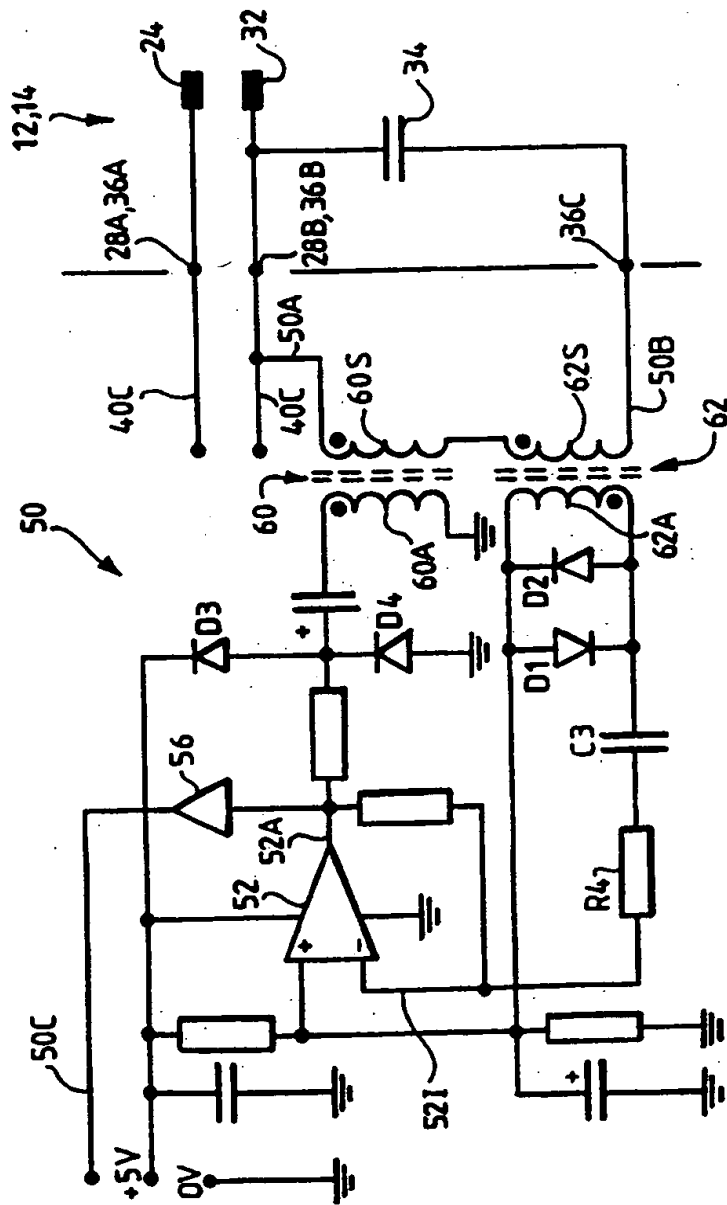 50
12,14
24
32
34
28A,36A
28B,36B
36C
40C
40C
50A
50B
60S
62S
60
62
60A
62A
D3
D4
D1
D2
C3
R4
56
52A
52
+
-
+
+
52I
50C
+5V
0V